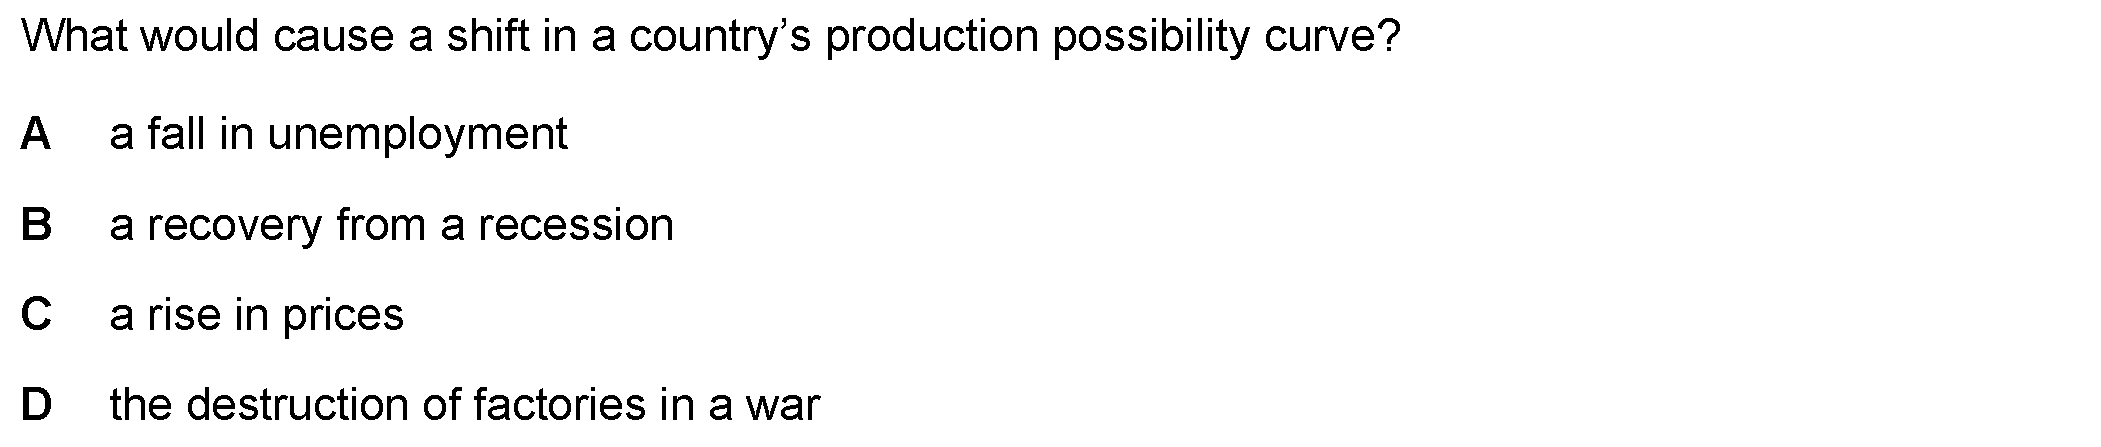 What would cause a shift in a country’s production possibility curve?
A a fall in unemployment
B a recovery from a recession
C a rise in prices
D the destruction of factories in a war